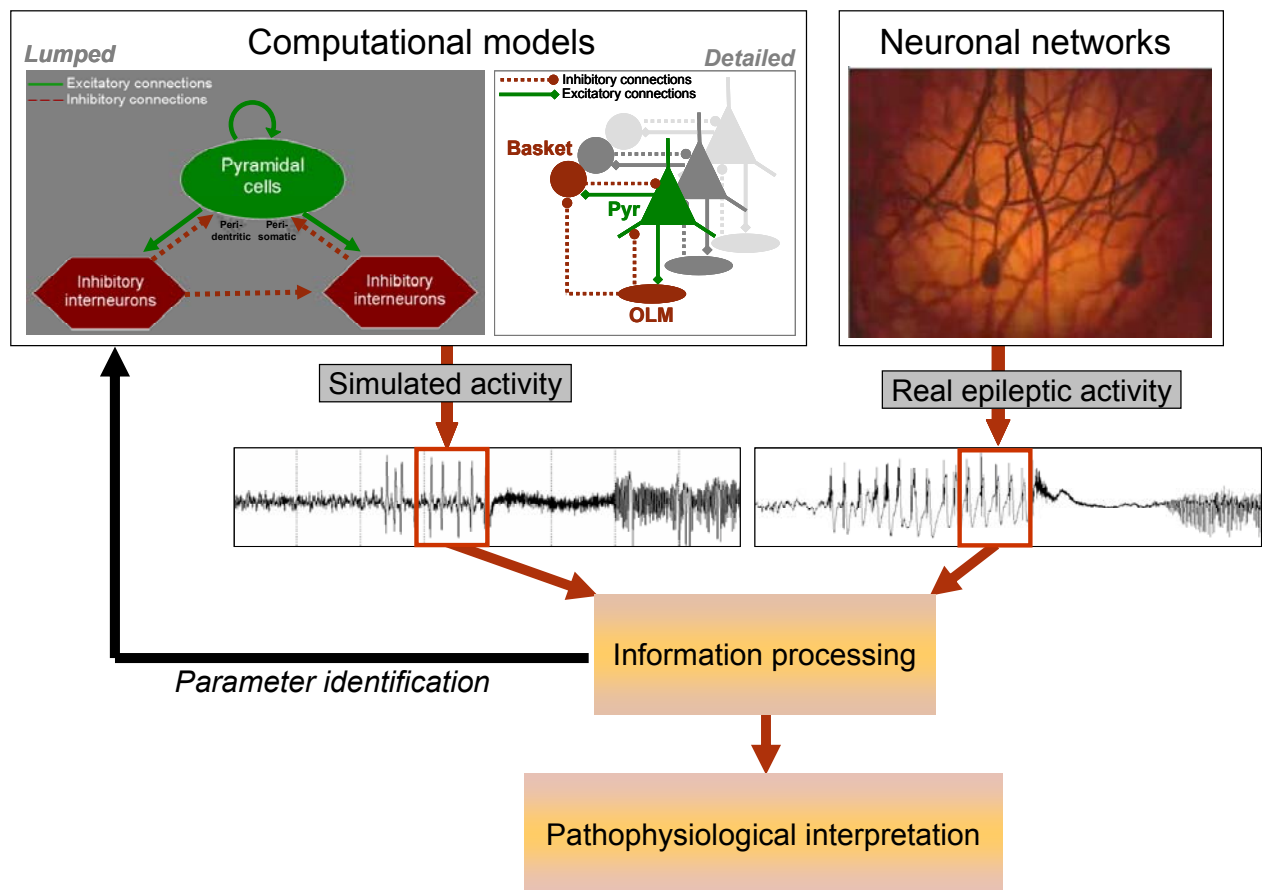 Computational models
Lumped
Detailed
Excitatory connections
Inhibitory connections
Pyramidal
cells
Peri-
dentritic
Peri-
somatic
Inhibitory
interneurons
Inhibitory
interneurons
Inhibitory connections
Excitatory connections
Basket
Pyr
OLM
Neuronal networks
Simulated activity
Real epileptic activity
Information processing
Parameter identification
Pathophysiological interpretation